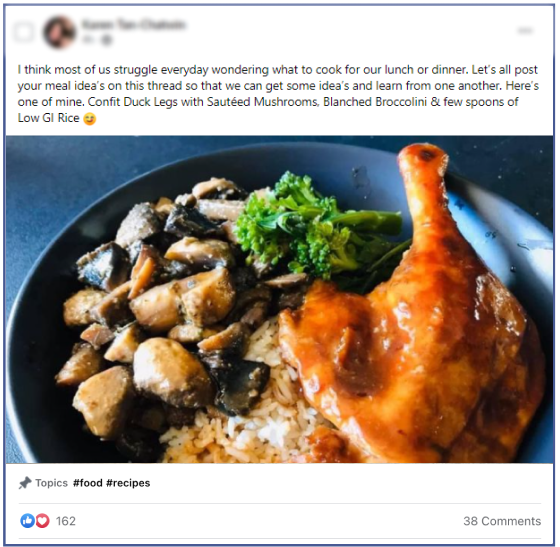 I think most of us struggle everyday wondering what to cook for our lunch or dinner. Let's all post
your meal idea's on this thread so that we can get some idea's and learn from one another. Here's
one of mine. Confit Duck Legs with Sautéed Mushrooms, Blanched Broccolini & few spoons of
Low GI Rice 😋
Topics #food #recipes
162
38 Comments